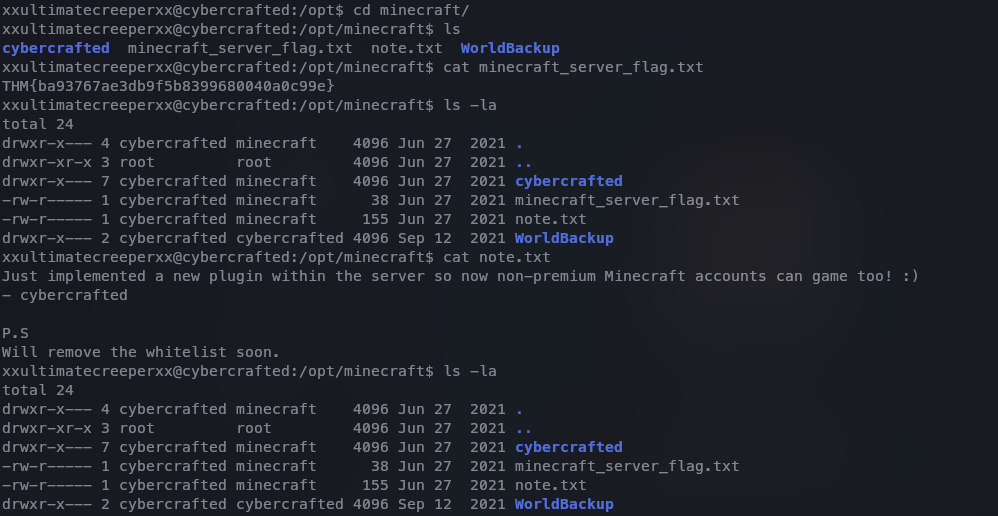 xxultimatecreeperxx@cybercrafted:/opt$ cd minecraft/
xxultimatecreeperxx@cybercrafted:/opt/minecraft$ ls
cybercrafted  minecraft_server_flag.txt  note.txt  WorldBackup
xxultimatecreeperxx@cybercrafted:/opt/minecraft$ cat minecraft_server_flag.txt
THM{ba93767ae3db9f5b8399680040a0c99e}
xxultimatecreeperxx@cybercrafted:/opt/minecraft$ ls -la
total 24
drwxr-x--- 4 cybercrafted minecraft    4096 Jun 27  2021 .
drwxr-xr-x 3 root         root         4096 Jun 27  2021 ..
drwxr-x--- 7 cybercrafted minecraft    4096 Jun 27  2021 cybercrafted
-rw-r----- 1 cybercrafted minecraft      38 Jun 27  2021 minecraft_server_flag.txt
-rw-r----- 1 cybercrafted minecraft     155 Jun 27  2021 note.txt
drwxr-x--- 2 cybercrafted cybercrafted 4096 Sep 12  2021 WorldBackup
xxultimatecreeperxx@cybercrafted:/opt/minecraft$ cat note.txt
Just implemented a new plugin within the server so now non-premium Minecraft accounts can game too! :)
- cybercrafted
P.S
Will remove the whitelist soon.
xxultimatecreeperxx@cybercrafted:/opt/minecraft$ ls -la
total 24
drwxr-x--- 4 cybercrafted minecraft    4096 Jun 27  2021 .
drwxr-xr-x 3 root         root         4096 Jun 27  2021 ..
drwxr-x--- 7 cybercrafted minecraft    4096 Jun 27  2021 cybercrafted
-rw-r----- 1 cybercrafted minecraft      38 Jun 27  2021 minecraft_server_flag.txt
-rw-r----- 1 cybercrafted minecraft     155 Jun 27  2021 note.txt
drwxr-x--- 2 cybercrafted cybercrafted 4096 Sep 12  2021 WorldBackup